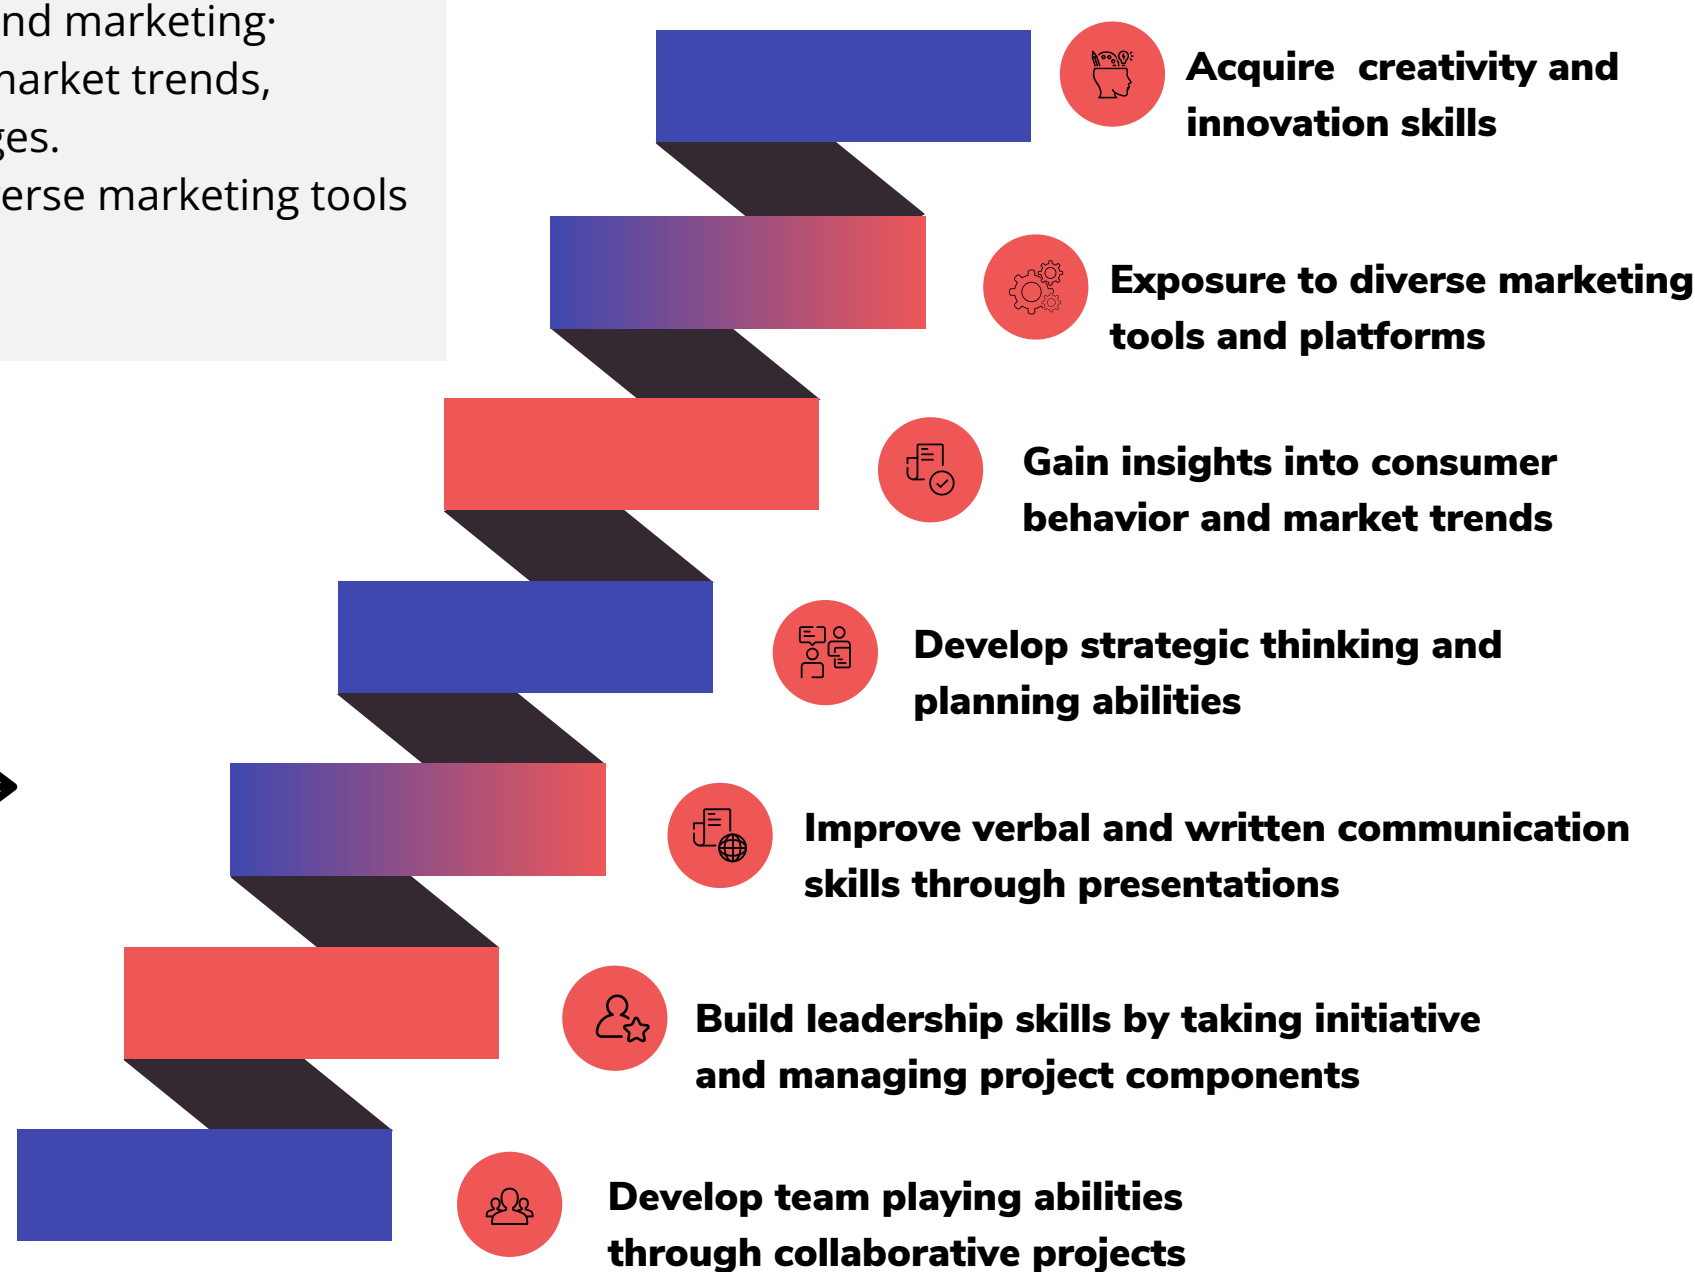 nd marketing·
narket trends,
ges.
erse marketing tools
Acquire  creativity and
innovation skills
Exposure to diverse marketing
tools and platforms
Gain insights into consumer
behavior and market trends
Develop strategic thinking and
planning abilities
Improve verbal and written communication
skills through presentations
Build leadership skills by taking initiative
and managing project components
Develop team playing abilities
through collaborative projects